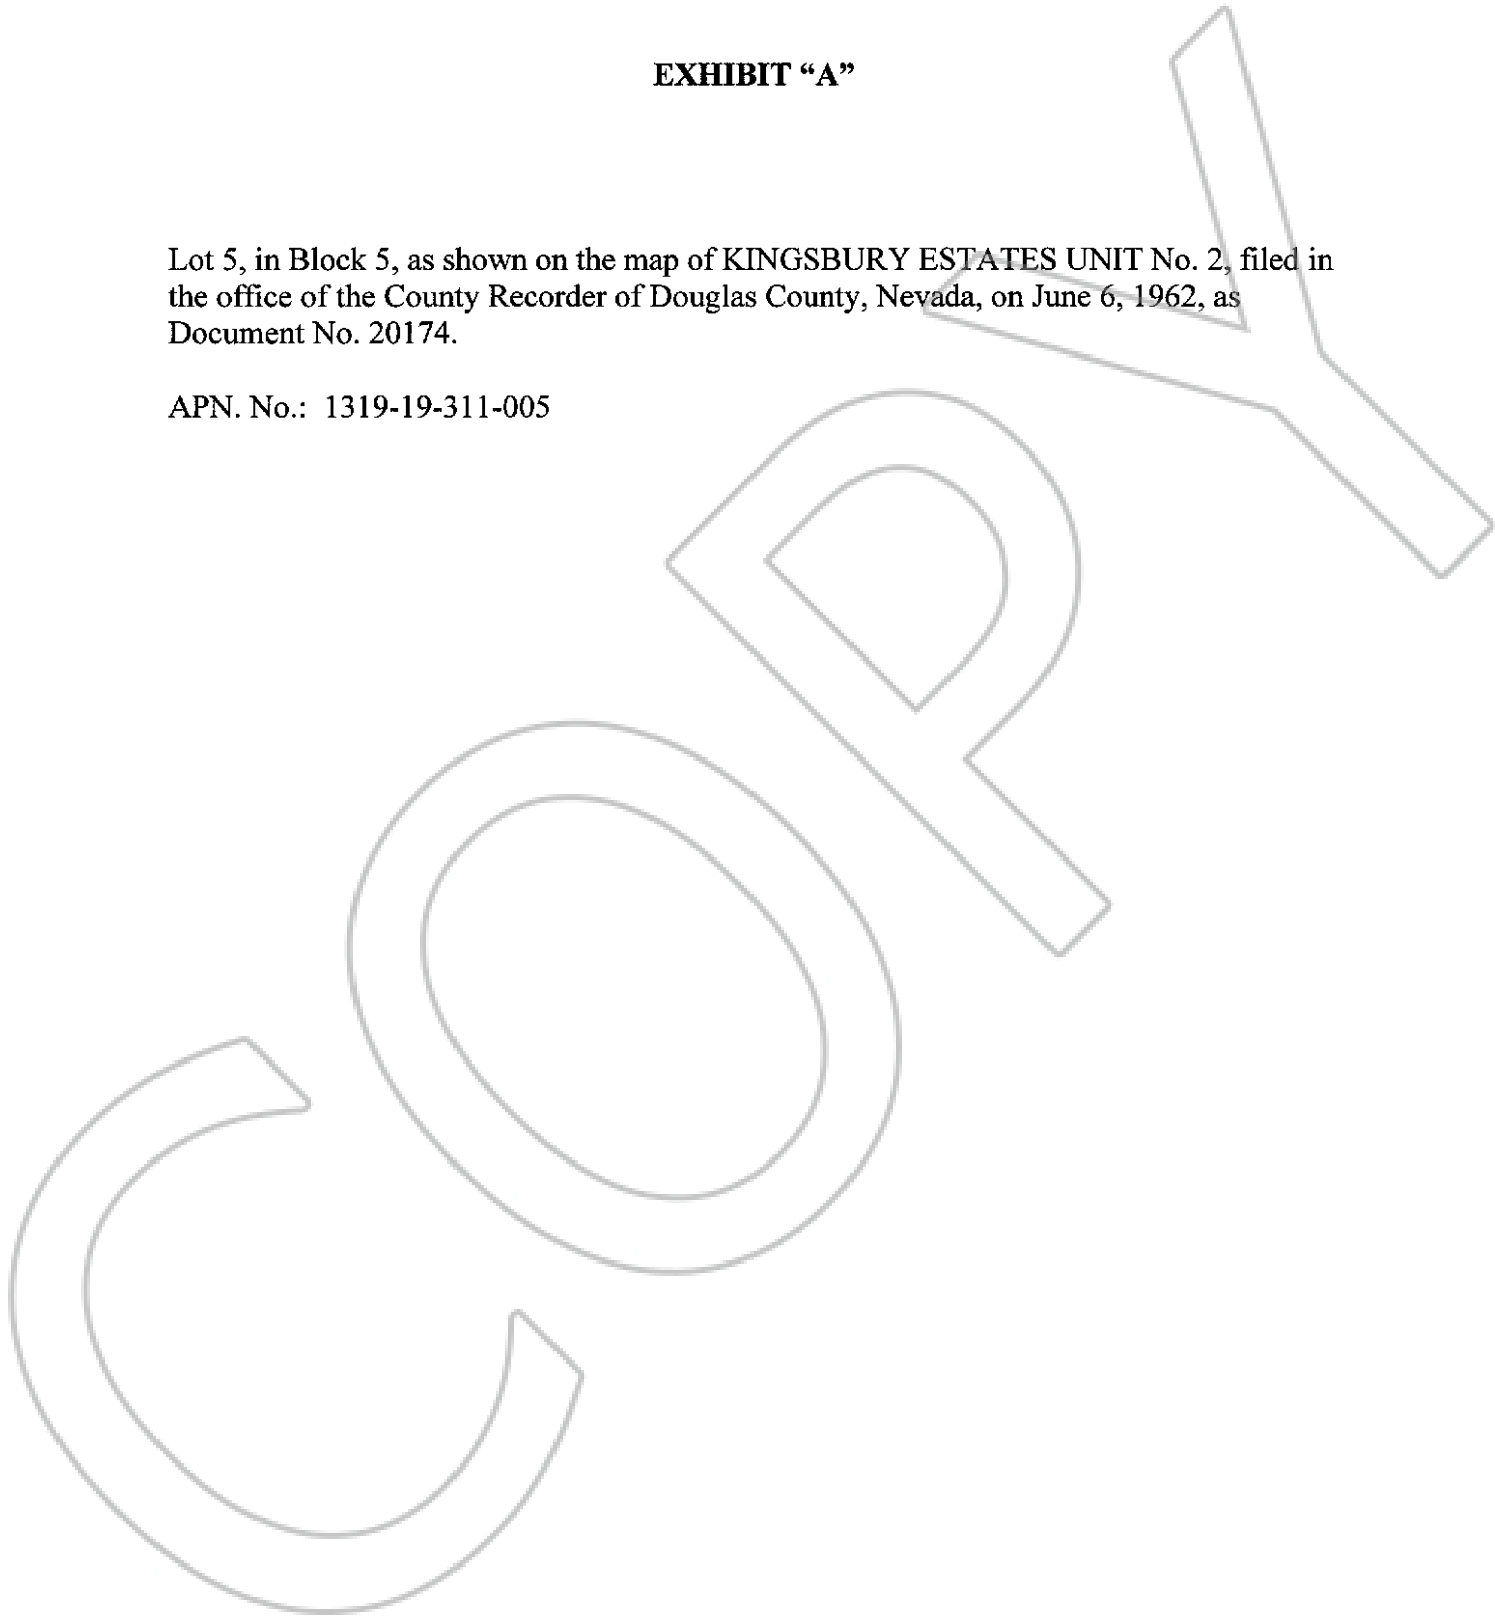 EXHIBIT “A”
Lot 5, in Block 5, as shown on the map of KINGSBURY ESTATES UNIT No. 2, filed in
the office of the County Recorder of Douglas County, Nevada, on June 6, 1962, as
Document No. 20174.
APN. No.: 1319-19-311-005
COPY